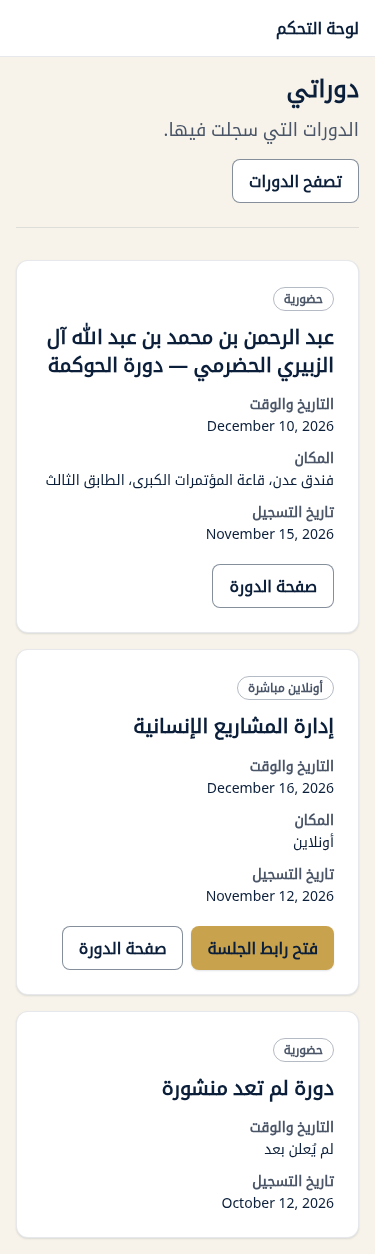 لوحة التحكم
دوراتي
الدورات التي سجلت فيها.
تصفح الدورات
حضورية
عبد الرحمن بن محمد بن عبد الله آل
الزبيري الحضرمي — دورة الحوكمة
التاريخ والوقت
December 10, 2026
المكان
فندق عدن، قاعة المؤتمرات الكبرى، الطابق الثالث
تاريخ التسجيل
November 15, 2026
صفحة الدورة
أونلاين مباشرة
إدارة المشاريع الإنسانية
التاريخ والوقت
December 16, 2026
المكان
أونلاين
تاريخ التسجيل
November 12, 2026
فتح رابط الجلسة
صفحة الدورة
حضورية
دورة لم تعد منشورة
التاريخ والوقت
لم يُعلن بعد
تاريخ التسجيل
October 12, 2026